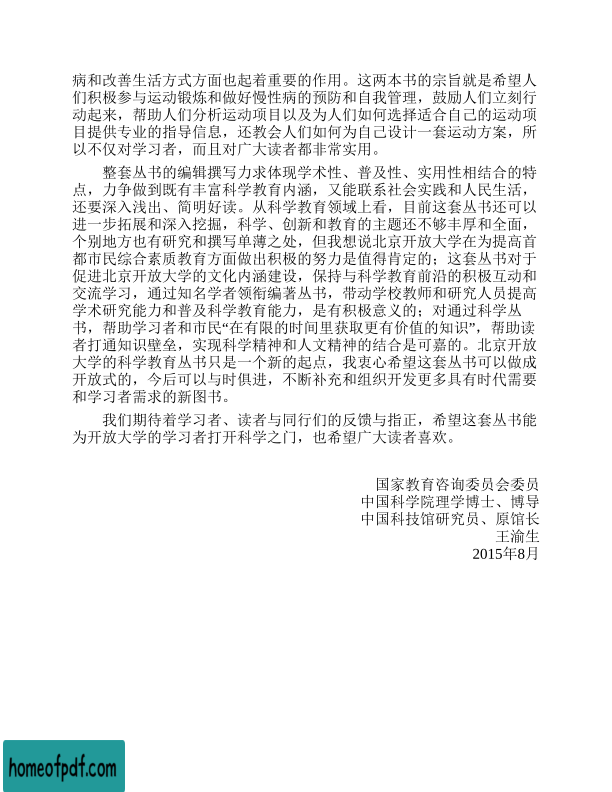 病和改善生活方式方面也起着重要的作用。这两本书的宗旨就是希望人
们积极参与运动锻炼和做好慢性病的预防和自我管理，鼓励人们立刻行
动起来，帮助人们分析运动项目以及为人们如何选择适合自己的运动项
目提供专业的指导信息，还教会人们如何为自己设计一套运动方案，所
以不仅对学习者，而且对广大读者都非常实用。
整套丛书的编辑撰写力求体现学术性、普及性、实用性相结合的特
点，力争做到既有丰富科学教育内涵，又能联系社会实践和人民生活，
还要深入浅出、简明好读。从科学教育领域上看，目前这套丛书还可以
进一步拓展和深入挖掘，科学、创新和教育的主题还不够丰厚和全面，
个别地方也有研究和撰写单薄之处，但我想说北京开放大学在为提高首
都市民综合素质教育方面做出积极的努力是值得肯定的；这套丛书对于
促进北京开放大学的文化内涵建设，保持与科学教育前沿的积极互动和
交流学习，通过知名学者领衔编著丛书，带动学校教师和研究人员提高
学术研究能力和普及科学教育能力，是有积极意义的；对通过科学丛
书，帮助学习者和市民“在有限的时间里获取更有价值的知识”，帮助读
者打通知识壁垒，实现科学精神和人文精神的结合是可嘉的。北京开放
大学的科学教育丛书只是一个新的起点，我衷心希望这套丛书可以做成
开放式的，今后可以与时俱进，不断补充和组织开发更多具有时代需要
和学习者需求的新图书。
我们期待着学习者、读者与同行们的反馈与指正，希望这套丛书能
为开放大学的学习者打开科学之门，也希望广大读者喜欢。
国家教育咨询委员会委员
中国科学院理学博士、博导
中国科技馆研究员、原馆长
王渝生
2015年8月
homeofpdf.com